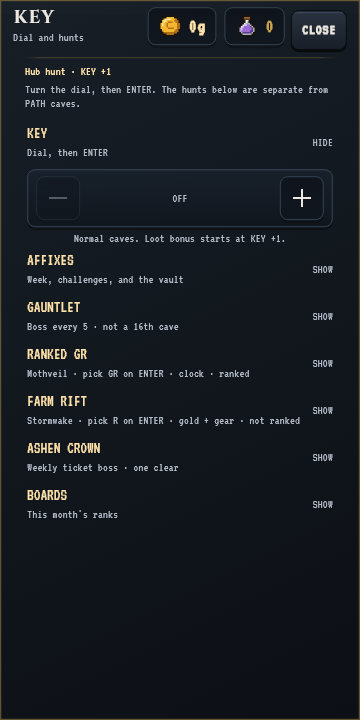 KEY
Dial and hunts
0g
0
CLOSE
Hub hunt · KEY +1
Turn the dial, then ENTER. The hunts below are separate from
PATH caves.
KEY
Dial, then ENTER
HIDE
— OFF +
Normal caves. Loot bonus starts at KEY +1.
AFFIXES
Week, challenges, and the vault
SHOW
GAUNTLET
Boss every 5 · not a 16th cave
SHOW
RANKED GR
Mothveil · pick GR on ENTER · clock · ranked
SHOW
FARM RIFT
Stormwake · pick R on ENTER · gold + gear · not ranked
SHOW
ASHEN CROWN
Weekly ticket boss · one clear
SHOW
BOARDS
This month's ranks
SHOW